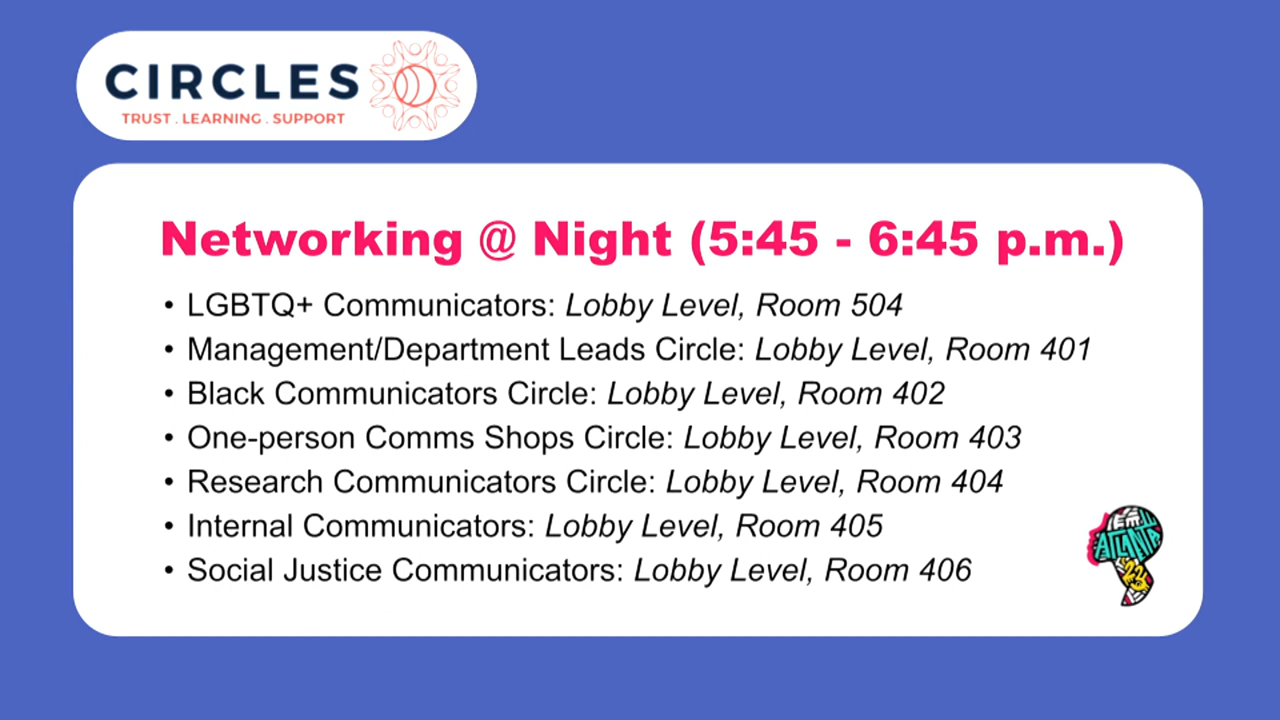 CIRCLES
TRUST . LEARNING . SUPPORT
Networking @ Night (5:45 - 6:45 p.m.)
• LGBTQ+ Communicators: Lobby Level, Room 504
• Management/Department Leads Circle: Lobby Level, Room 401
• Black Communicators Circle: Lobby Level, Room 402
• One-person Comms Shops Circle: Lobby Level, Room 403
• Research Communicators Circle: Lobby Level, Room 404
• Internal Communicators: Lobby Level, Room 405
• Social Justice Communicators: Lobby Level, Room 406
ATLANTA